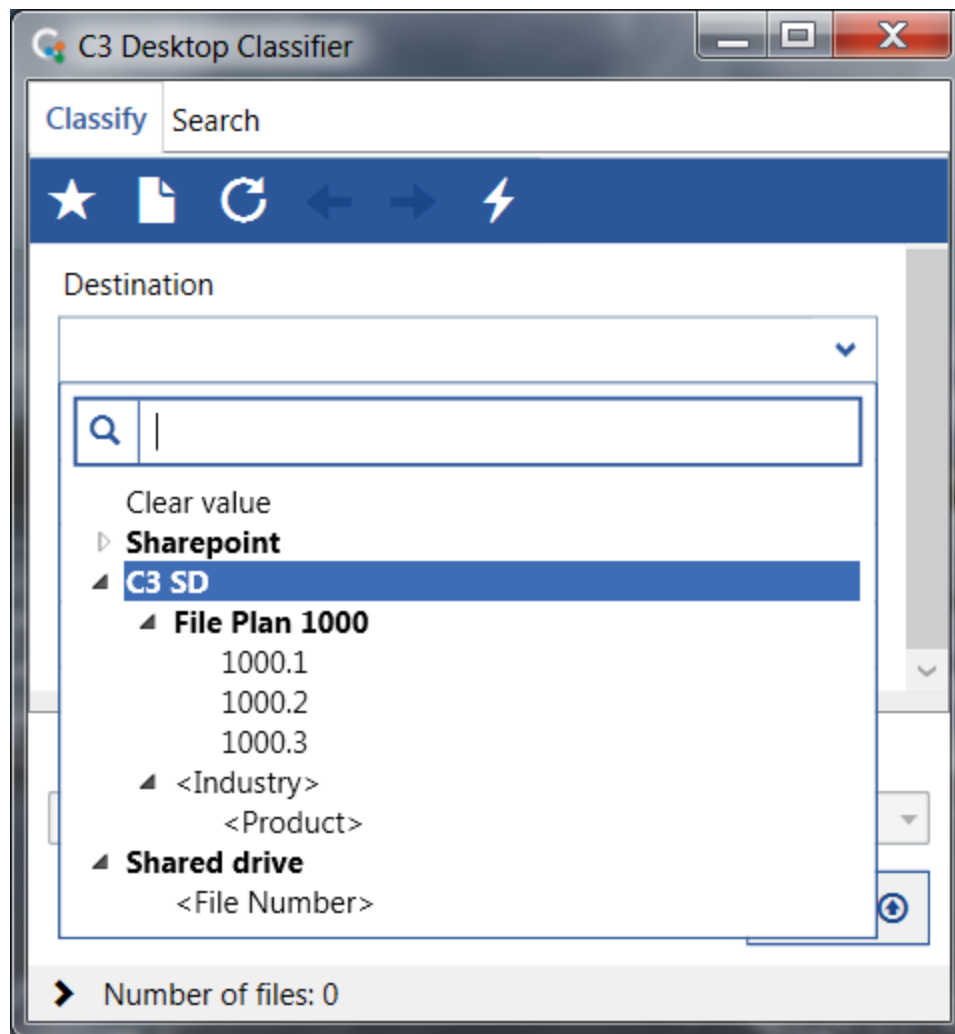 C3 Desktop Classifier
Classify Search
Destination
Clear value
Sharepoint
C3 SD
File Plan 1000
1000.1
1000.2
1000.3
<Industry>
<Product>
Shared drive
<File Number>
Number of files: 0